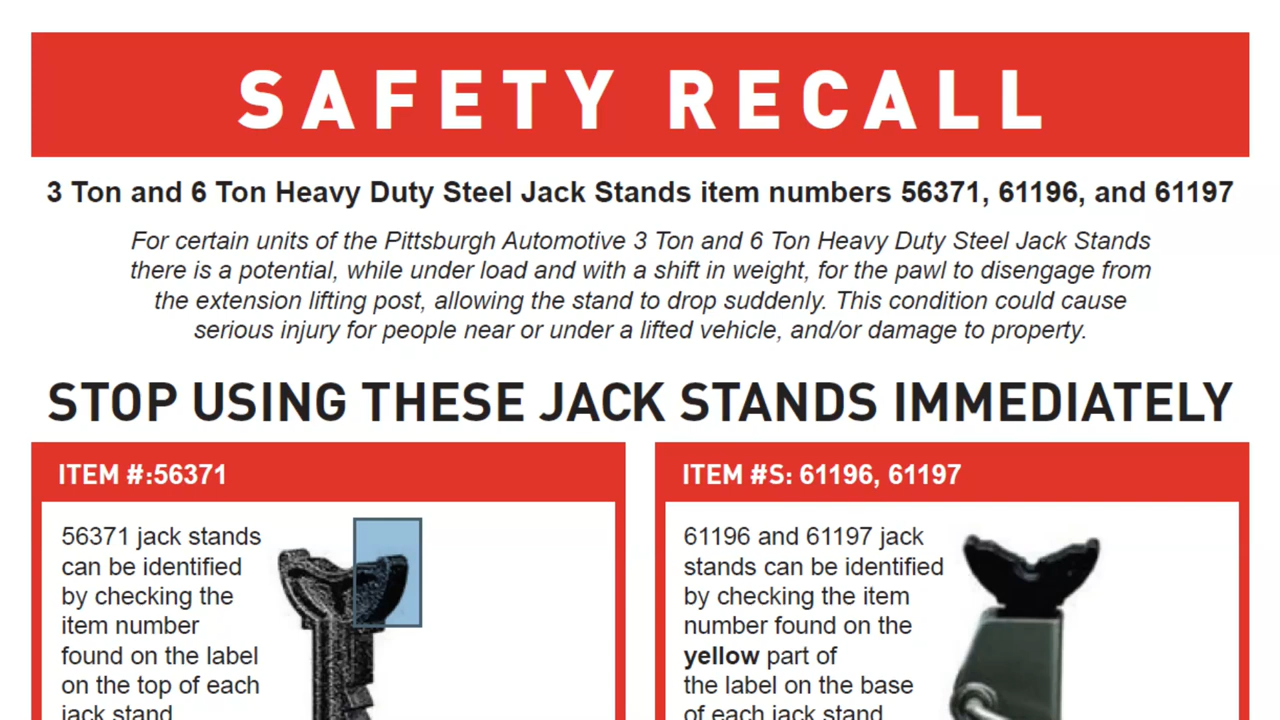 SAFETY RECALL
3 Ton and 6 Ton Heavy Duty Steel Jack Stands item numbers 56371, 61196, and 61197
For certain units of the Pittsburgh Automotive 3 Ton and 6 Ton Heavy Duty Steel Jack Stands
there is a potential, while under load and with a shift in weight, for the pawl to disengage from
the extension lifting post, allowing the stand to drop suddenly. This condition could cause
serious injury for people near or under a lifted vehicle, and/or damage to property.
STOP USING THESE JACK STANDS IMMEDIATELY
ITEM #:56371
56371 jack stands
can be identified
by checking the
item number
found on the label
on the top of each
jack stand
ITEM #S: 61196, 61197
61196 and 61197 jack
stands can be identified
by checking the item
number found on the
yellow part of
the label on the base
of each jack stand